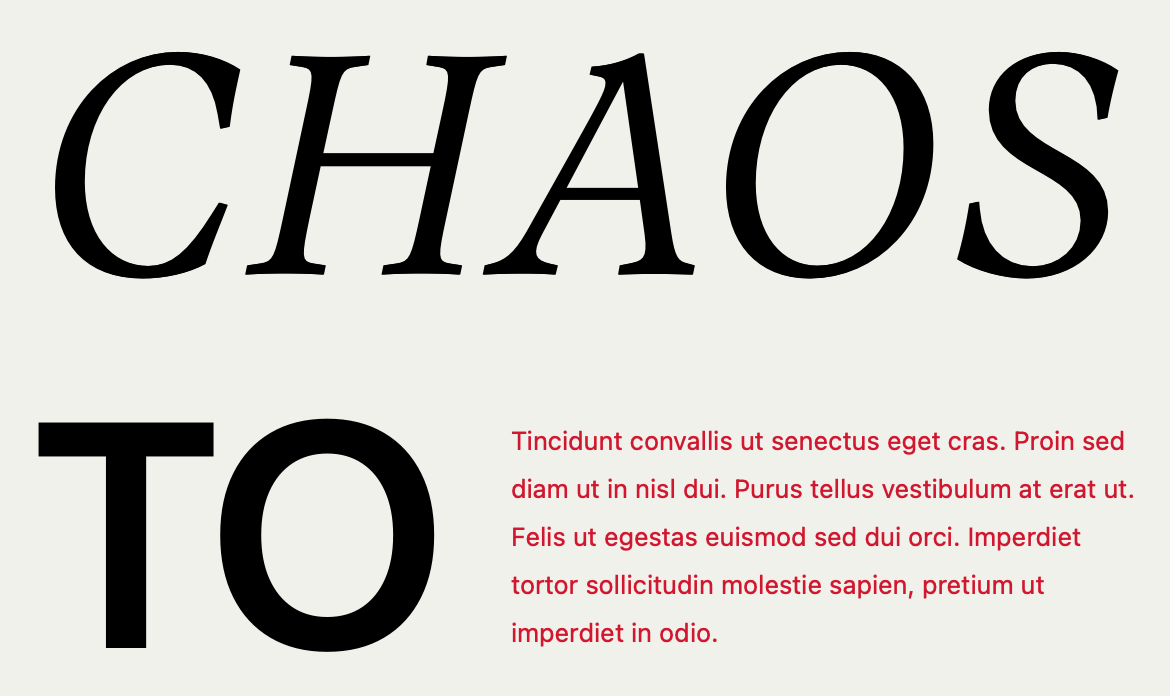 CHAOS
TO
Tincidunt convallis ut senectus eget cras. Proin sed
diam ut in nisl dui. Purus tellus vestibulum at erat ut.
Felis ut egestas euismod sed dui orci. Imperdiet
tortor sollicitudin molestie sapien, pretium ut
imperdiet in odio.